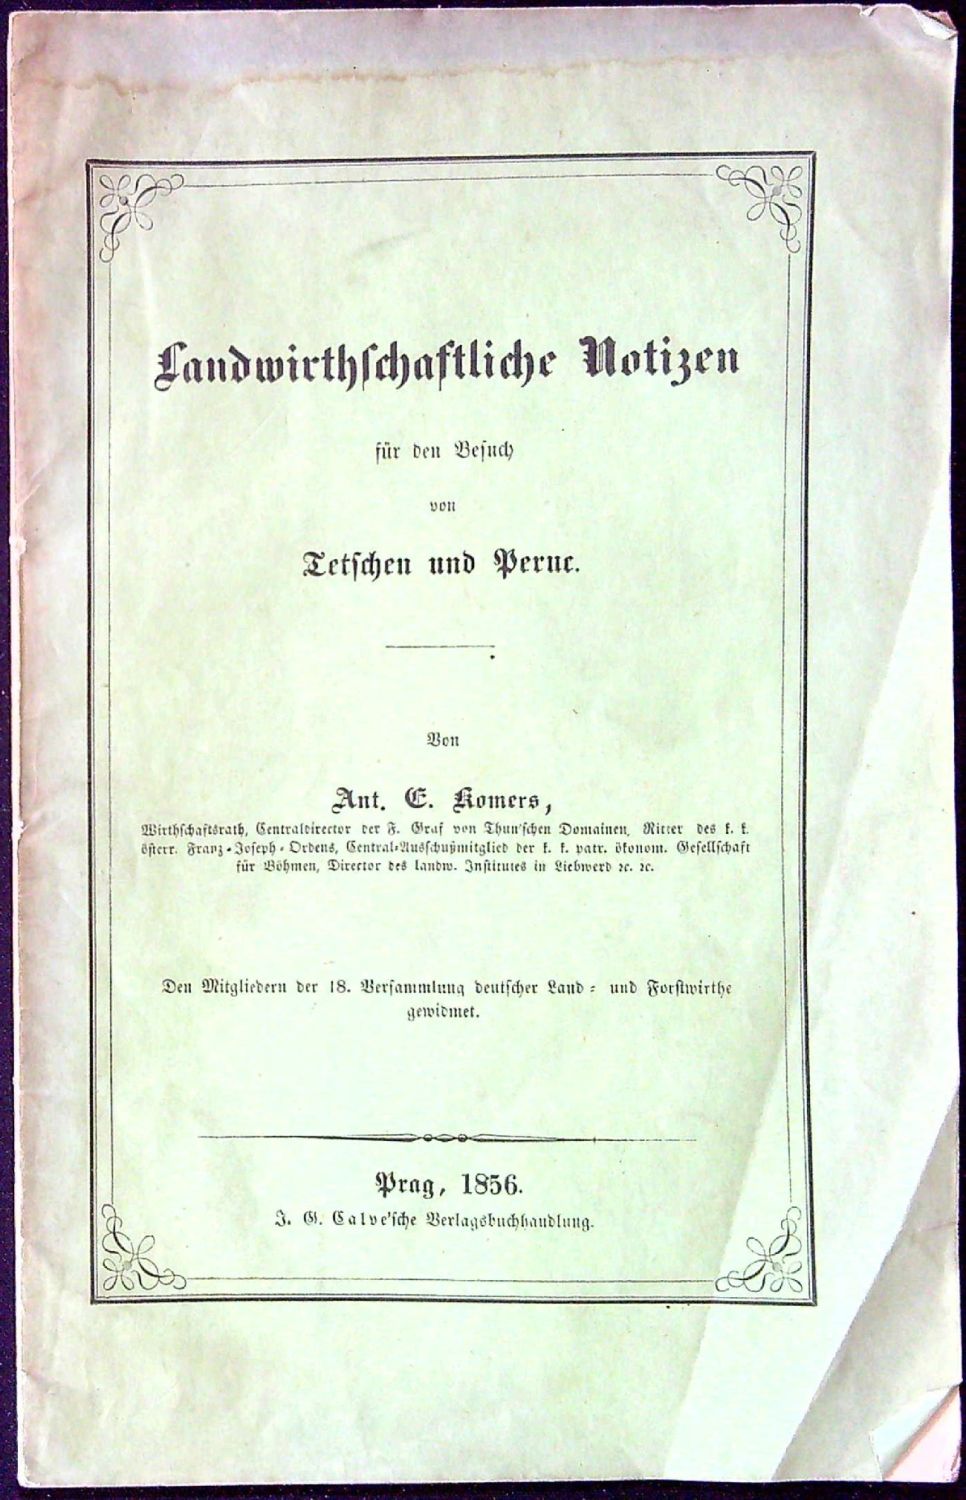 Landwirthschaftliche Notizen
für den Besuch
von
Tetschen und Peruc.
Von
Ant. E. Komers,
Wirthschaftsrath, Centraldirector der F. Graf von Thun'schen Domainen, Ritter des k. k.
österr. Franz-Joseph-Ordens, Central-Ausschußmitglied der k. k. patr. ökonom. Gesellschaft
für Böhmen, Director des landw. Institutes in Liebwerd ꝛc. ꝛc.
Den Mitgliedern der 18. Versammlung deutscher Land- und Forstwirthe
gewidmet.
Prag, 1856.
J. G. Calve'sche Verlagsbuchhandlung.